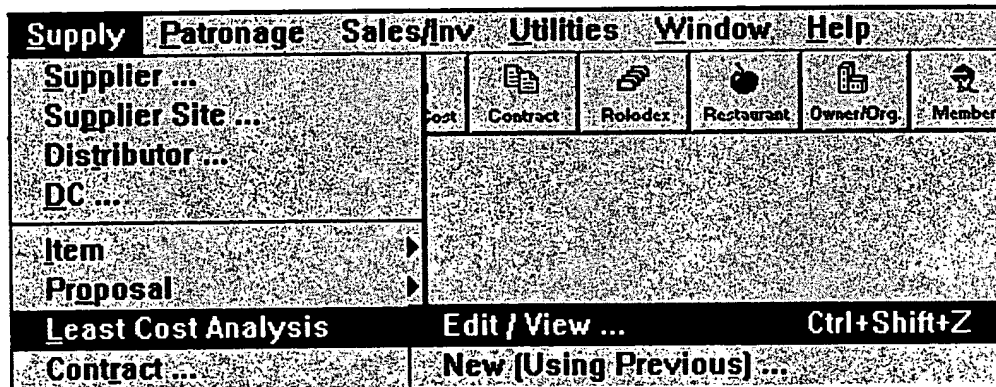 Supply Patronage Sales/Inv Utilities Window Help
Supplier ...
Supplier Site ...
Distributor ...
DC ...
Cost Contract Rolodex Restaurant Owner/Org. Member
Item
Proposal
Least Cost Analysis Edit / View ... Ctrl+Shift+Z
Contract ... New (Using Previous) ...